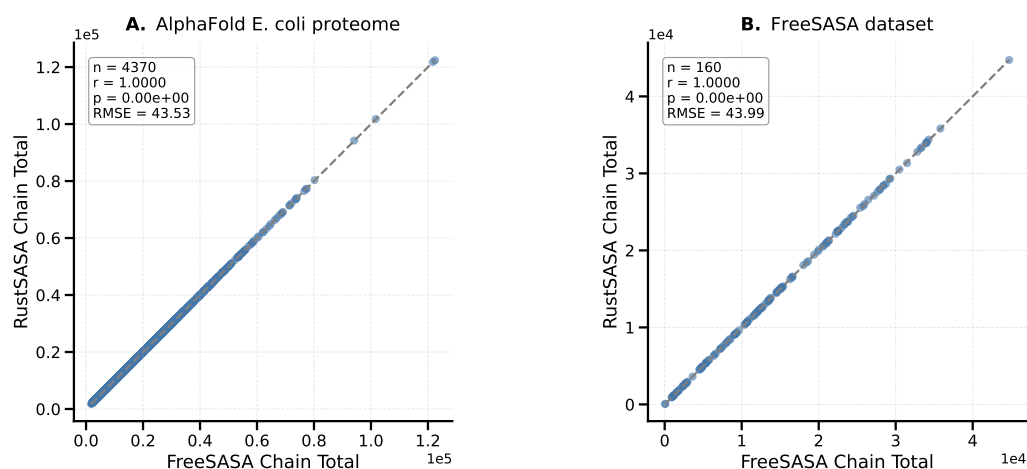 A. AlphaFold E. coli proteome
1e5
n = 4370
r = 1.0000
p = 0.00e+00
RMSE = 43.53
RustSASA Chain Total
1.2
1.0
0.8
0.6
0.4
0.2
0.0
0.0 0.2 0.4 0.6 0.8 1.0 1.2
FreeSASA Chain Total
1e5
B. FreeSASA dataset
1e4
n = 160
r = 1.0000
p = 0.00e+00
RMSE = 43.99
RustSASA Chain Total
4
3
2
1
0
0 1 2 3 4
FreeSASA Chain Total
1e4